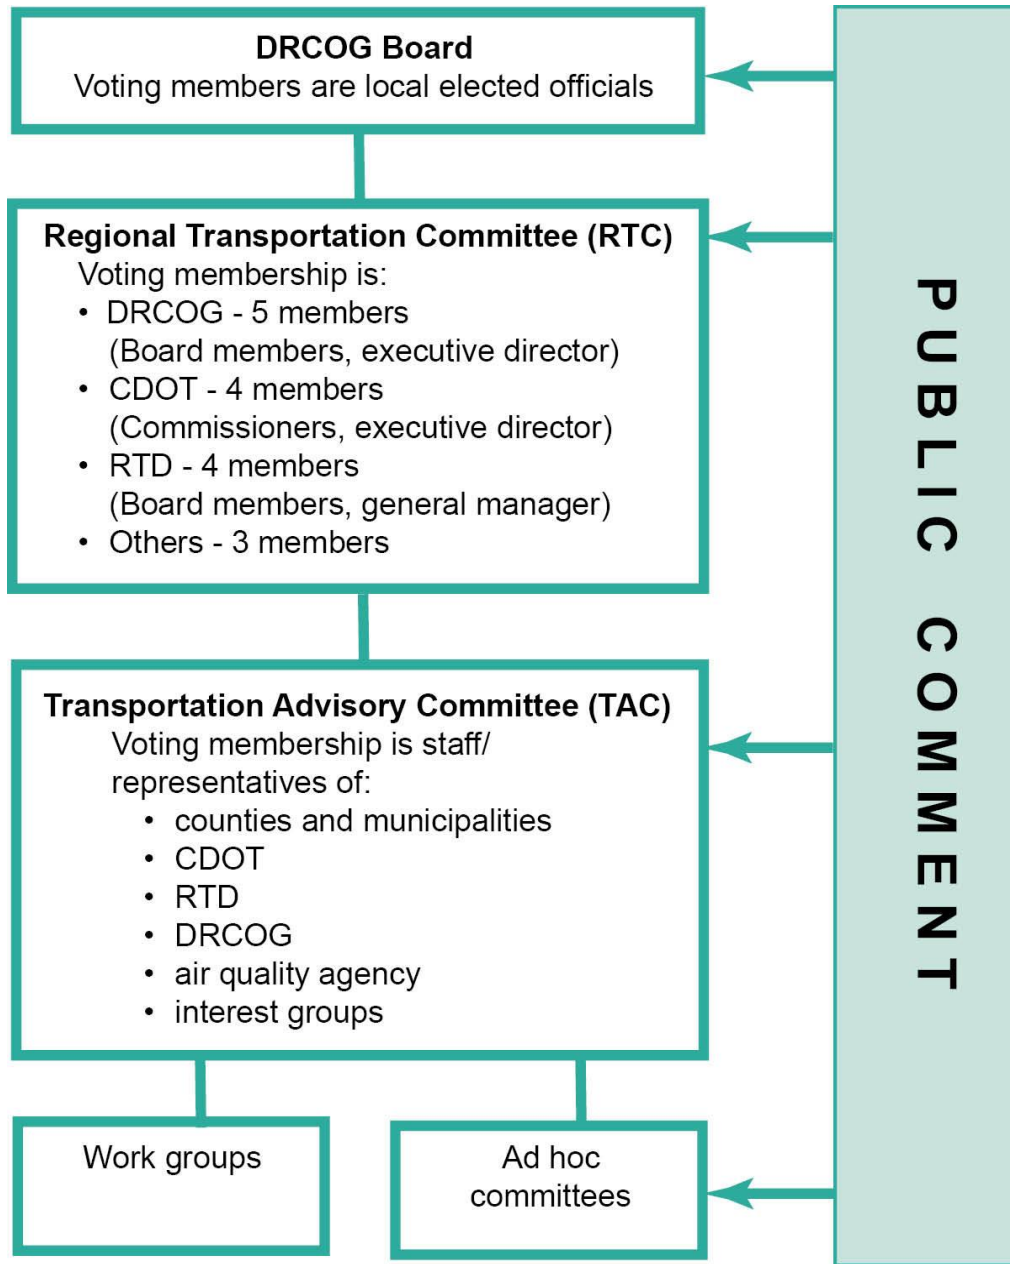 DRCOG Board
Voting members are local elected officials
Regional Transportation Committee (RTC)
Voting membership is:
• DRCOG - 5 members
(Board members, executive director)
• CDOT - 4 members
(Commissioners, executive director)
• RTD - 4 members
(Board members, general manager)
• Others - 3 members
Transportation Advisory Committee (TAC)
Voting membership is staff/
representatives of:
• counties and municipalities
• CDOT
• RTD
• DRCOG
• air quality agency
• interest groups
Work groups
Ad hoc
committees
PUBLIC COMMENT